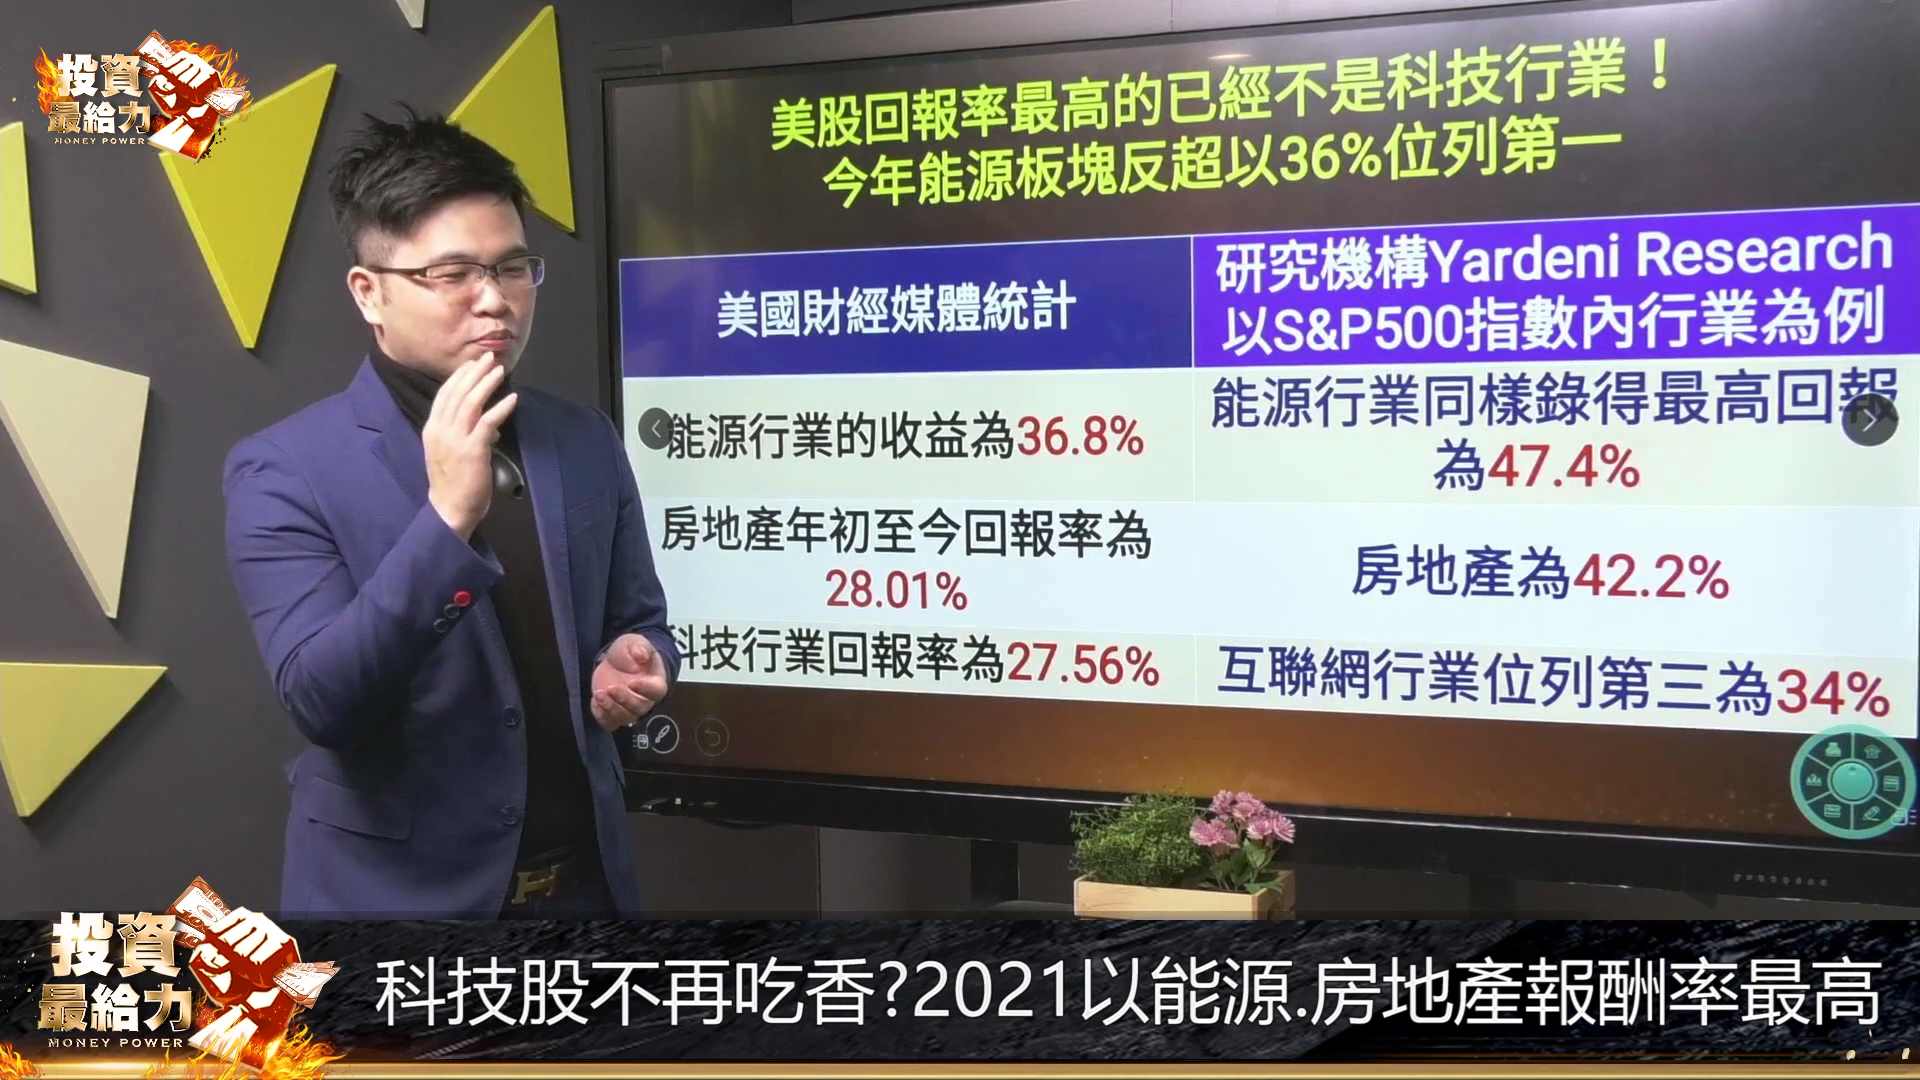 投資
最給力
MONEY POWER
美股回報率最高的已經不是科技行業！
今年能源板塊反超以36%位列第一
美國財經媒體統計
研究機構Yardeni Research
以S&P500指數內行業為例
能源行業的收益為36.8%
能源行業同樣錄得最高回報
為47.4%
房地產年初至今回報率為
28.01%
房地產為42.2%
科技行業回報率為27.56%
互聯網行業位列第三為34%
投資
最給力
MONEY POWER
科技股不再吃香?2021以能源.房地產報酬率最高